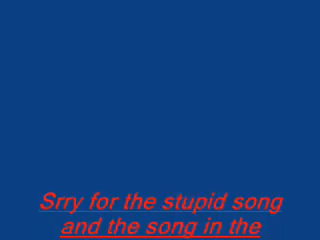 Srry for the stupid song
and the song in the